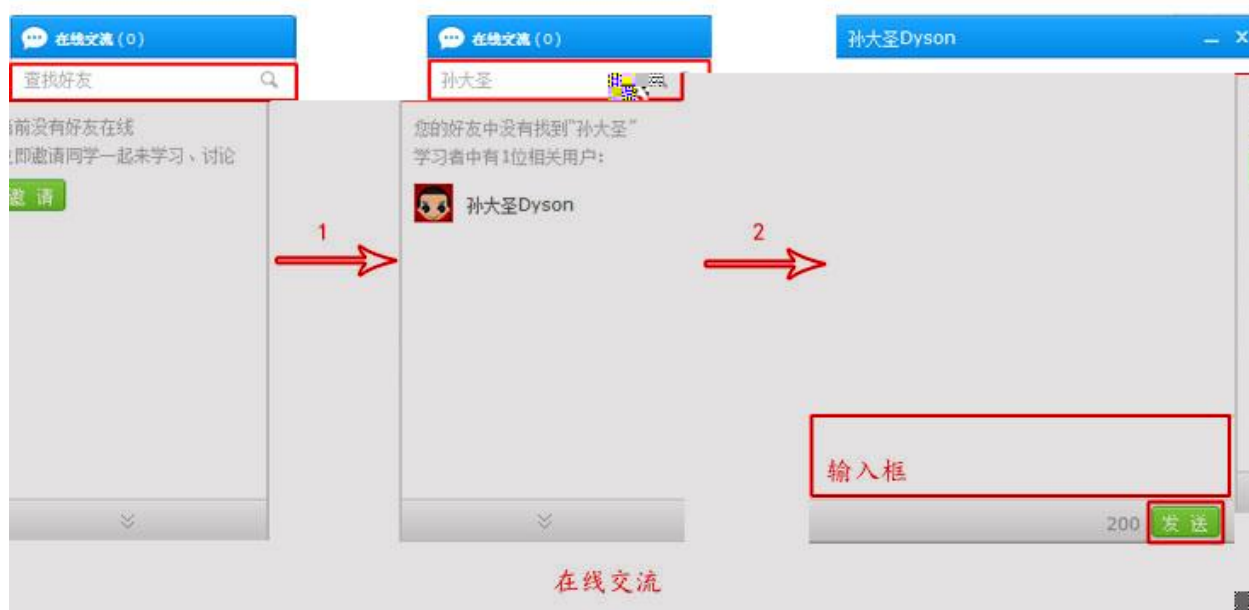 在线交流(0)
查找好友
前没有好友在线
即邀请同学一起未学习、讨论
邀 请
1
在线交流(0)
孙大圣
您的好友中没有找到"孙大圣"
学习者中有1位相关用户:
孙大圣Dyson
2
孙大圣Dyson
输入框
200 发 送
在线交流